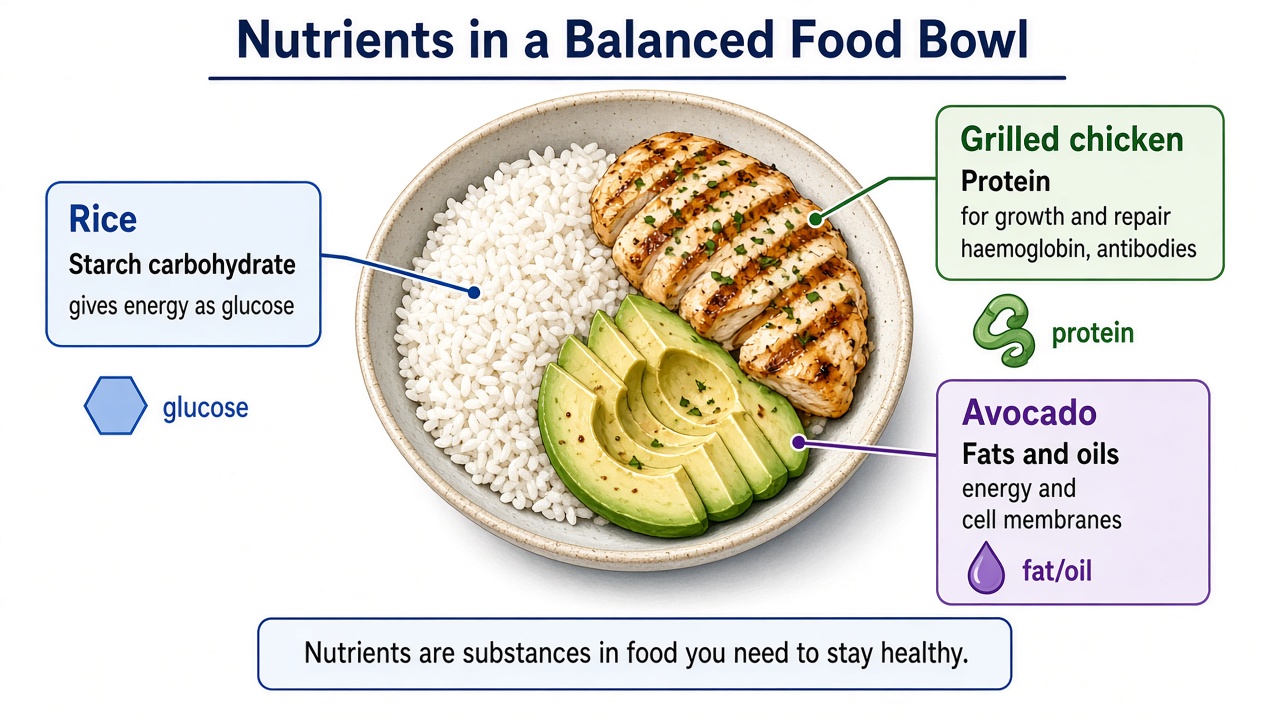 Nutrients in a Balanced Food Bowl
Rice
Starch carbohydrate
gives energy as glucose
glucose
Grilled chicken
Protein
for growth and repair
haemoglobin, antibodies
protein
Avocado
Fats and oils
energy and
cell membranes
fat/oil
Nutrients are substances in food you need to stay healthy.